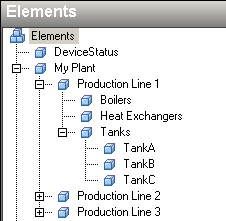 Elements
Elements
DeviceStatus
My Plant
Production Line 1
Boilers
Heat Exchangers
Tanks
TankA
TankB
TankC
Production Line 2
Production Line 3